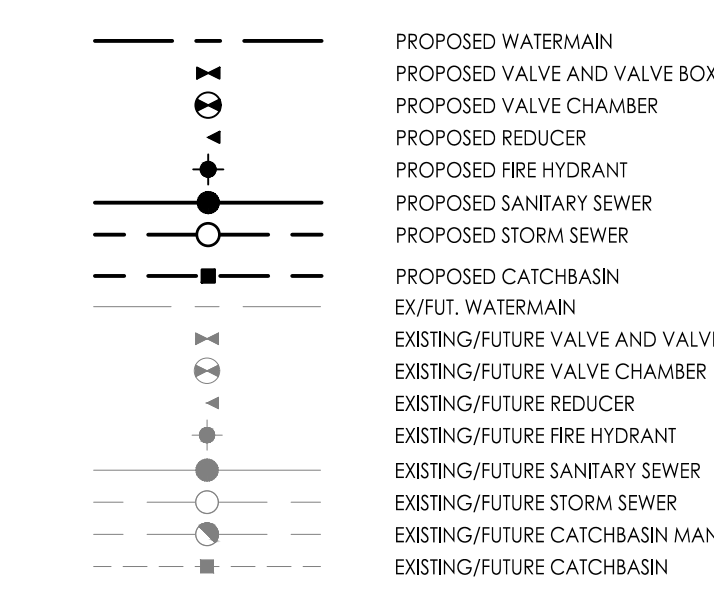 PROPOSED WATERMAIN
PROPOSED VALVE AND VALVE BOX
PROPOSED VALVE CHAMBER
PROPOSED REDUCER
PROPOSED FIRE HYDRANT
PROPOSED SANITARY SEWER
PROPOSED STORM SEWER
PROPOSED CATCHBASIN
EX/FUT. WATERMAIN
EXISTING/FUTURE VALVE AND VALV
EXISTING/FUTURE VALVE CHAMBER
EXISTING/FUTURE REDUCER
EXISTING/FUTURE FIRE HYDRANT
EXISTING/FUTURE SANITARY SEWER
EXISTING/FUTURE STORM SEWER
EXISTING/FUTURE CATCHBASIN MAN
EXISTING/FUTURE CATCHBASIN